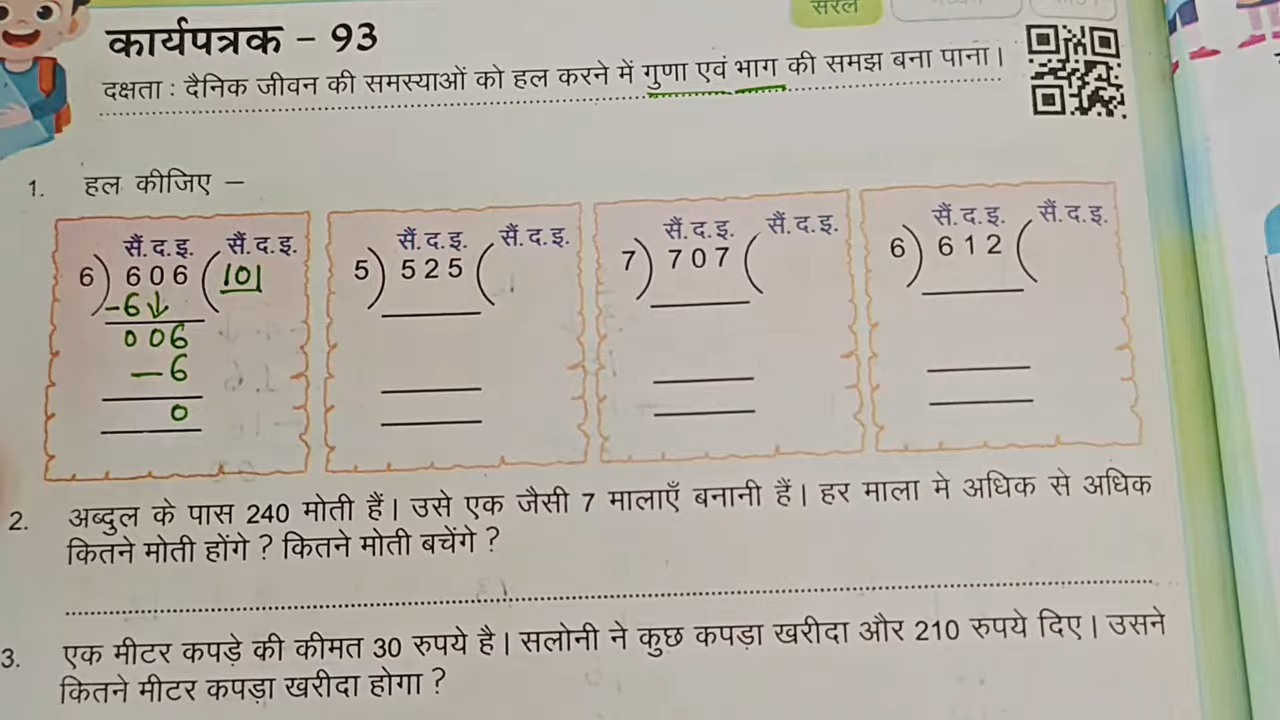 सरल
कार्यपत्रक – 93
दक्षता : दैनिक जीवन की समस्याओं को हल करने में गुणा एवं भाग की समझ बना पाना।
1. हल कीजिए –
सैं. द. इ. सैं. द. इ.
6) 606 ( 101
-6↓
006
-6
0
सैं. द. इ. सैं. द. इ.
5) 525 (
सैं. द. इ. सैं. द. इ.
7) 707 (
सैं. द. इ. सैं. द. इ.
6) 612 (
2. अब्दुल के पास 240 मोती हैं। उसे एक जैसी 7 मालाएँ बनानी हैं। हर माला मे अधिक से अधिक
कितने मोती होंगे ? कितने मोती बचेंगे ?
3. एक मीटर कपड़े की कीमत 30 रुपये है। सलोनी ने कुछ कपड़ा खरीदा और 210 रुपये दिए। उसने
कितने मीटर कपड़ा खरीदा होगा ?